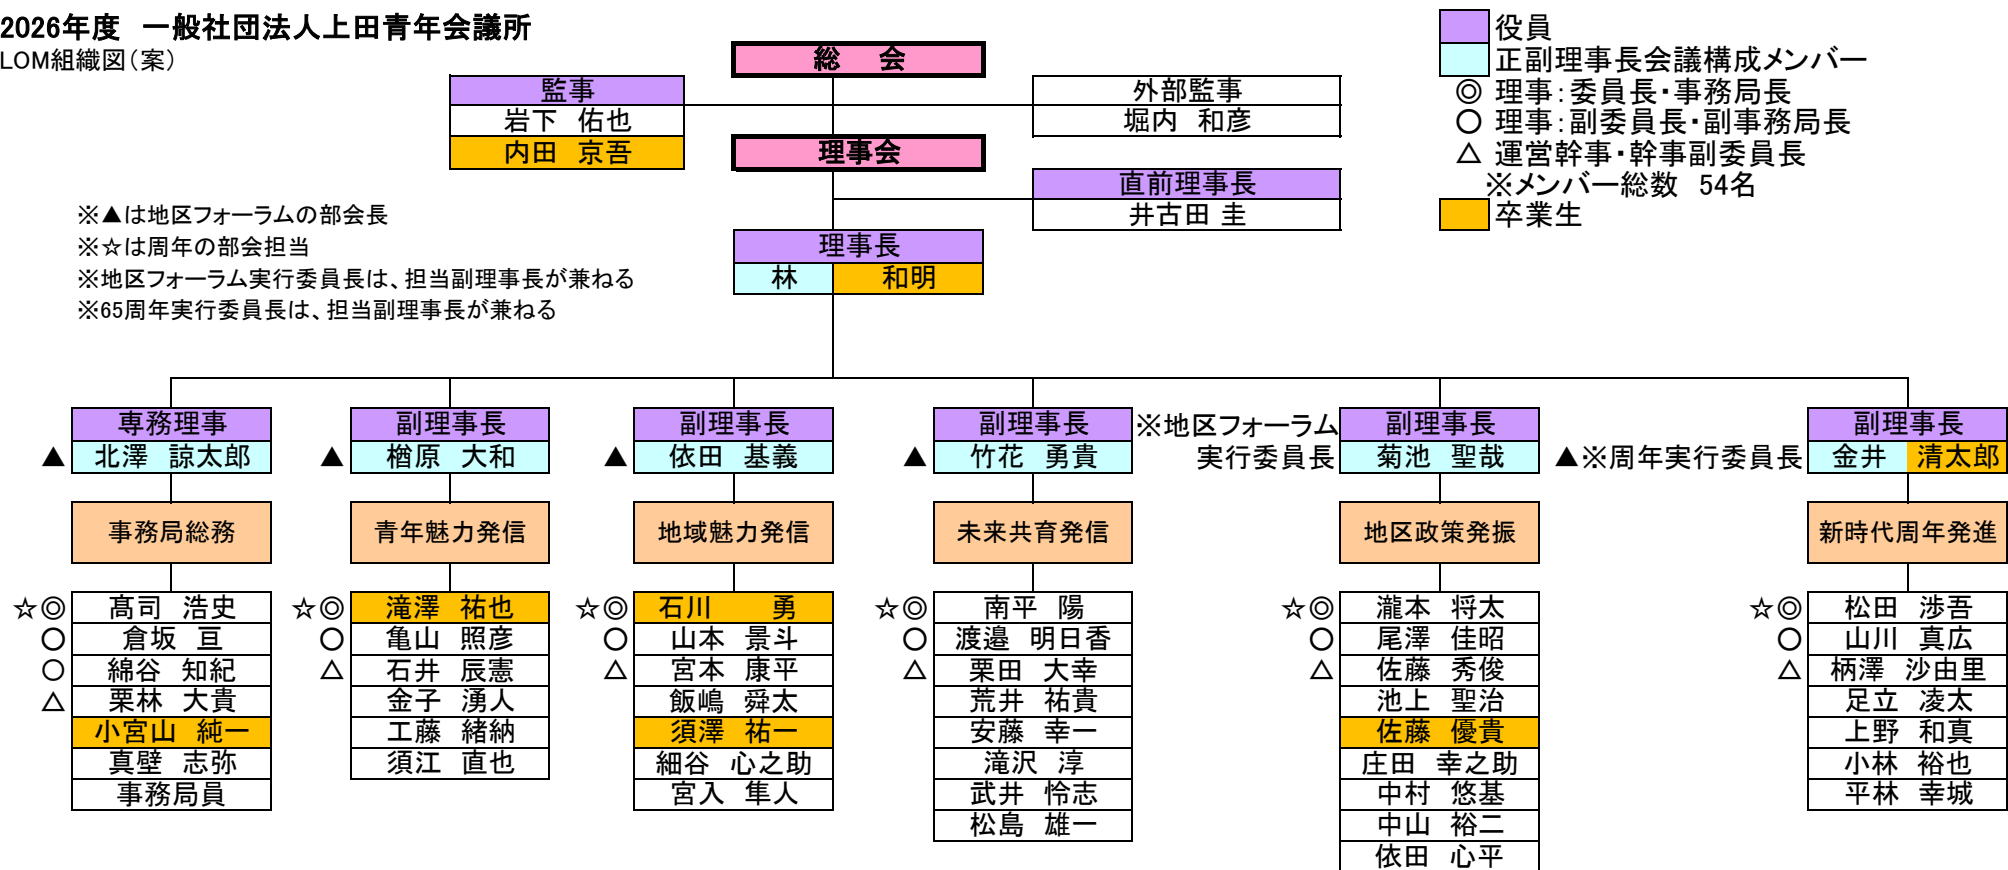 2026年度　一般社団法人上田青年会議所
LOM組織図（案）
総　会
監事
岩下　佑也
内田　京吾
外部監事
堀内　和彦
理事会
直前理事長
井古田 圭
理事長
林　和明
役員
正副理事長会議構成メンバー
◎ 理事：委員長・事務局長
○ 理事：副委員長・副事務局長
△ 運営幹事・幹事副委員長
※メンバー総数　54名
卒業生
※▲は地区フォーラムの部会長
※☆は周年の部会担当
※地区フォーラム実行委員長は、担当副理事長が兼ねる
※65周年実行委員長は、担当副理事長が兼ねる
専務理事
▲ 北澤　諒太郎
事務局総務
☆◎ 髙司　浩史
○ 倉坂　亘
○ 綿谷　知紀
△ 栗林　大貴
小宮山　純一
真壁　志弥
事務局員
副理事長
▲ 楢原　大和
青年魅力発信
☆◎ 滝澤　祐也
○ 亀山　照彦
△ 石井　辰憲
金子　湧人
工藤　緒納
須江　直也
副理事長
▲ 依田　基義
地域魅力発信
☆◎ 石川　勇
○ 山本　景斗
△ 宮本　康平
飯嶋　舜太
須澤　祐一
細谷　心之助
宮入　隼人
副理事長
▲ 竹花　勇貴
未来共育発信
☆◎ 南平　陽
○ 渡邉　明日香
△ 栗田　大幸
荒井　祐貴
安藤　幸一
滝沢　淳
武井　怜志
松島　雄一
※地区フォーラム
実行委員長
副理事長
菊池　聖哉
地区政策発振
☆◎ 瀧本　将太
○ 尾澤　佳昭
△ 佐藤　秀俊
池上　聖治
佐藤　優貴
庄田　幸之助
中村　悠基
中山　裕二
依田　心平
▲※周年実行委員長
副理事長
金井　清太郎
新時代周年発進
☆◎ 松田　渉吾
○ 山川　真広
△ 柄澤　沙由里
足立　凌太
上野　和真
小林　裕也
平林　幸城